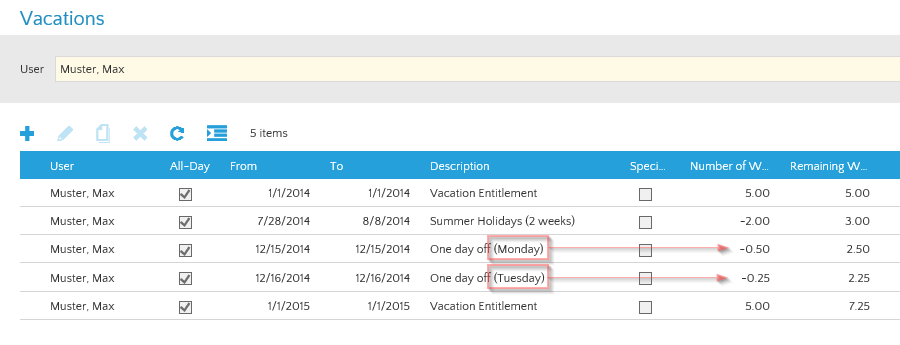 Vacations
User Muster, Max
5 items
User All-Day From To Description Speci... Number of W... Remaining W...
Muster, Max 1/1/2014 1/1/2014 Vacation Entitlement 5.00 5.00
Muster, Max 7/28/2014 8/8/2014 Summer Holidays (2 weeks) -2.00 3.00
Muster, Max 12/15/2014 12/15/2014 One day off (Monday) -0.50 2.50
Muster, Max 12/16/2014 12/16/2014 One day off (Tuesday) -0.25 2.25
Muster, Max 1/1/2015 1/1/2015 Vacation Entitlement 5.00 7.25